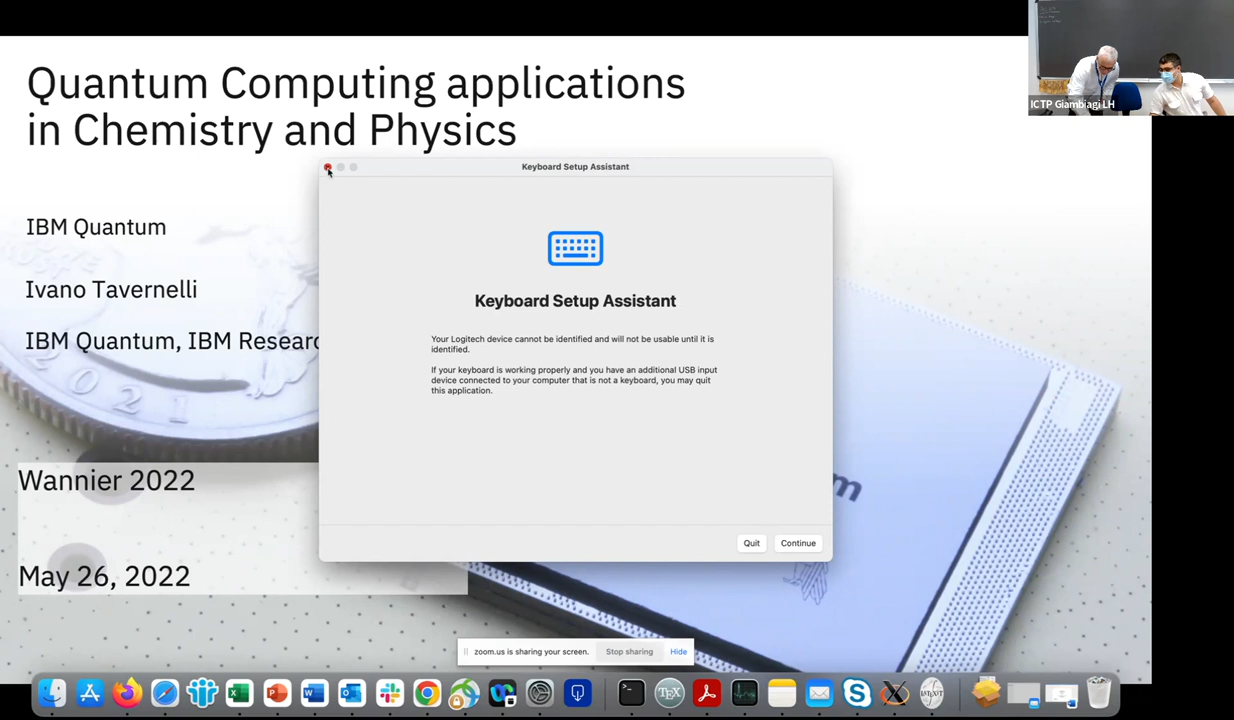 Quantum Computing applications
in Chemistry and Physics
ICTP Giambiagi LH
Keyboard Setup Assistant
IBM Quantum
Keyboard Setup Assistant
Ivano Tavernelli
IBM Quantum, IBM Researc
Your Logitech device cannot be identified and will not be usable until it is
identified.
If your keyboard is working properly and you have an additional USB input
device connected to your computer that is not a keyboard, you may quit
this application.
2021
Wannier 2022
m
Quit
Continue
May 26, 2022
zoom.us is sharing your screen.
Stop sharing
Hide
TEX